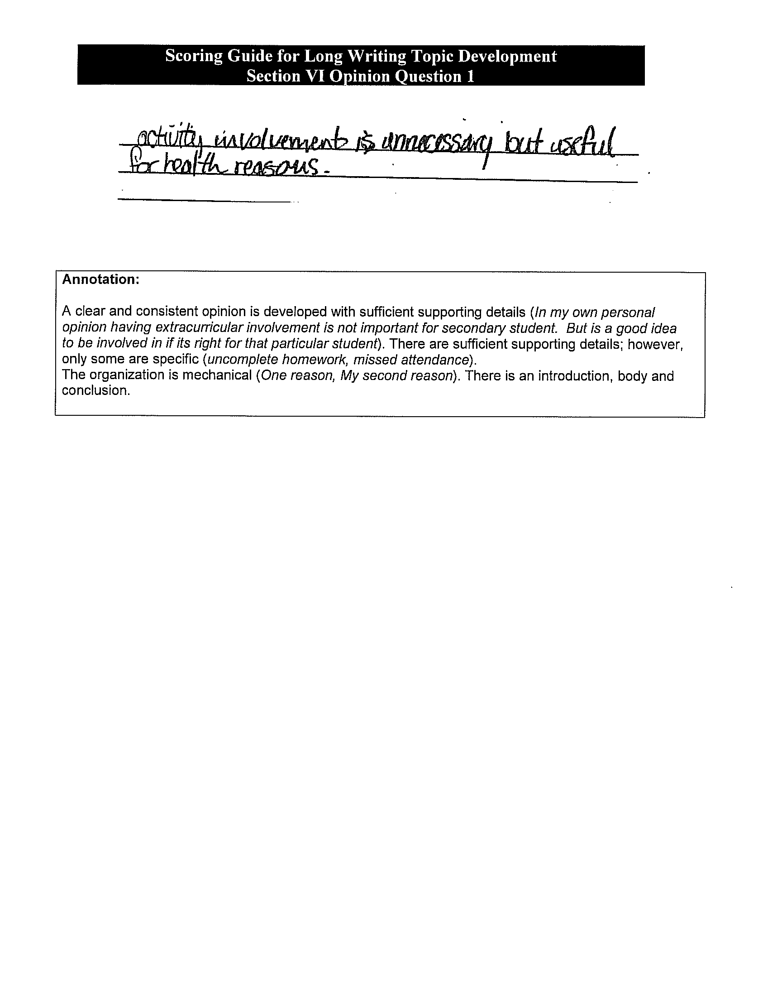 Scoring Guide for Long Writing Topic Development
Section VI Opinion Question 1
activity involvement is unnecessary but useful
for health reasons.
Annotation:
A clear and consistent opinion is developed with sufficient supporting details (In my own personal
opinion having extracurricular involvement is not important for secondary student. But is a good idea
to be involved in if its right for that particular student). There are sufficient supporting details; however,
only some are specific (uncomplete homework, missed attendance).
The organization is mechanical (One reason, My second reason). There is an introduction, body and
conclusion.